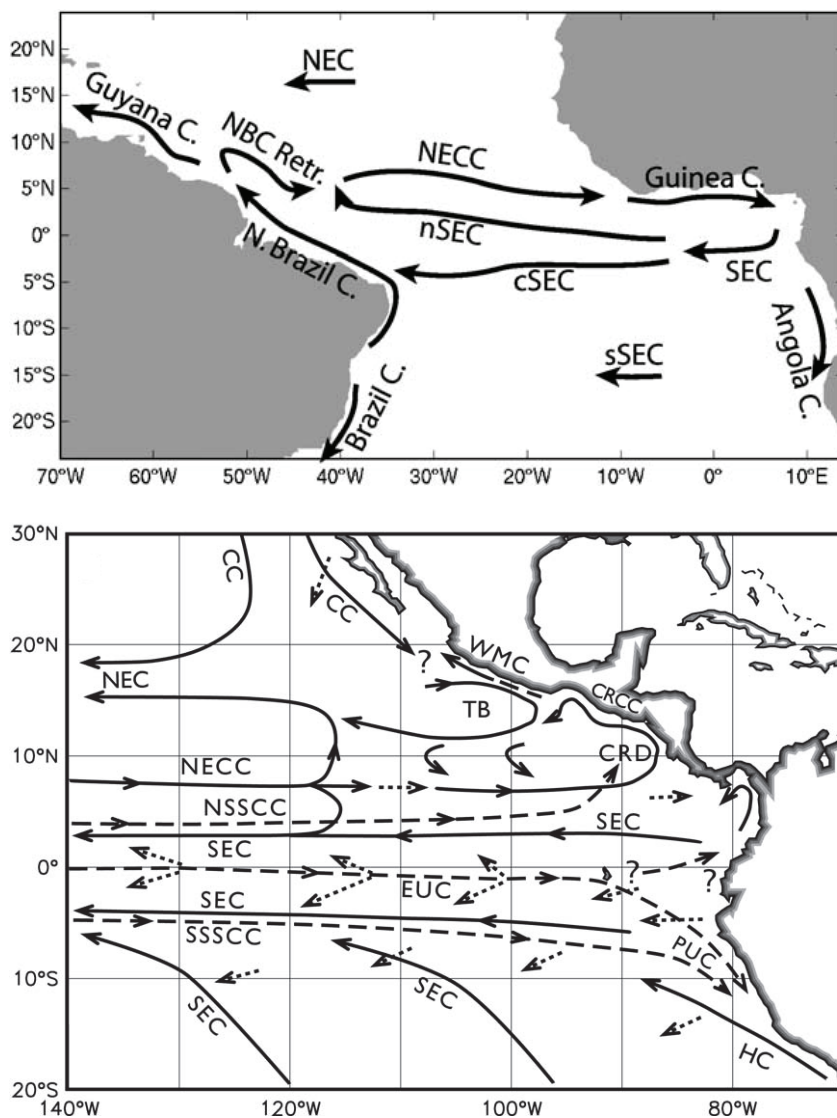 20°N
15°N
10°N
5°N
0°
5°S
10°S
15°S
20°S
NEC
Guyana C.
NBC Retr.
NECC
Guinea C.
nSEC
N. Brazil C.
cSEC
SEC
sSEC
Angola C.
Brazil C.
70°W 60°W 50°W 40°W 30°W 20°W 10°W 0° 10°E
30°N
20°N
10°N
0°
10°S
20°S
CC
CC
?
WMC
NEC
TB
CRCC
NECC
CRD
NSSCC
SEC
SEC
EUC
?
?
SEC
SSSCC
PUC
SEC
SEC
HC
140°W 120°W 100°W 80°W